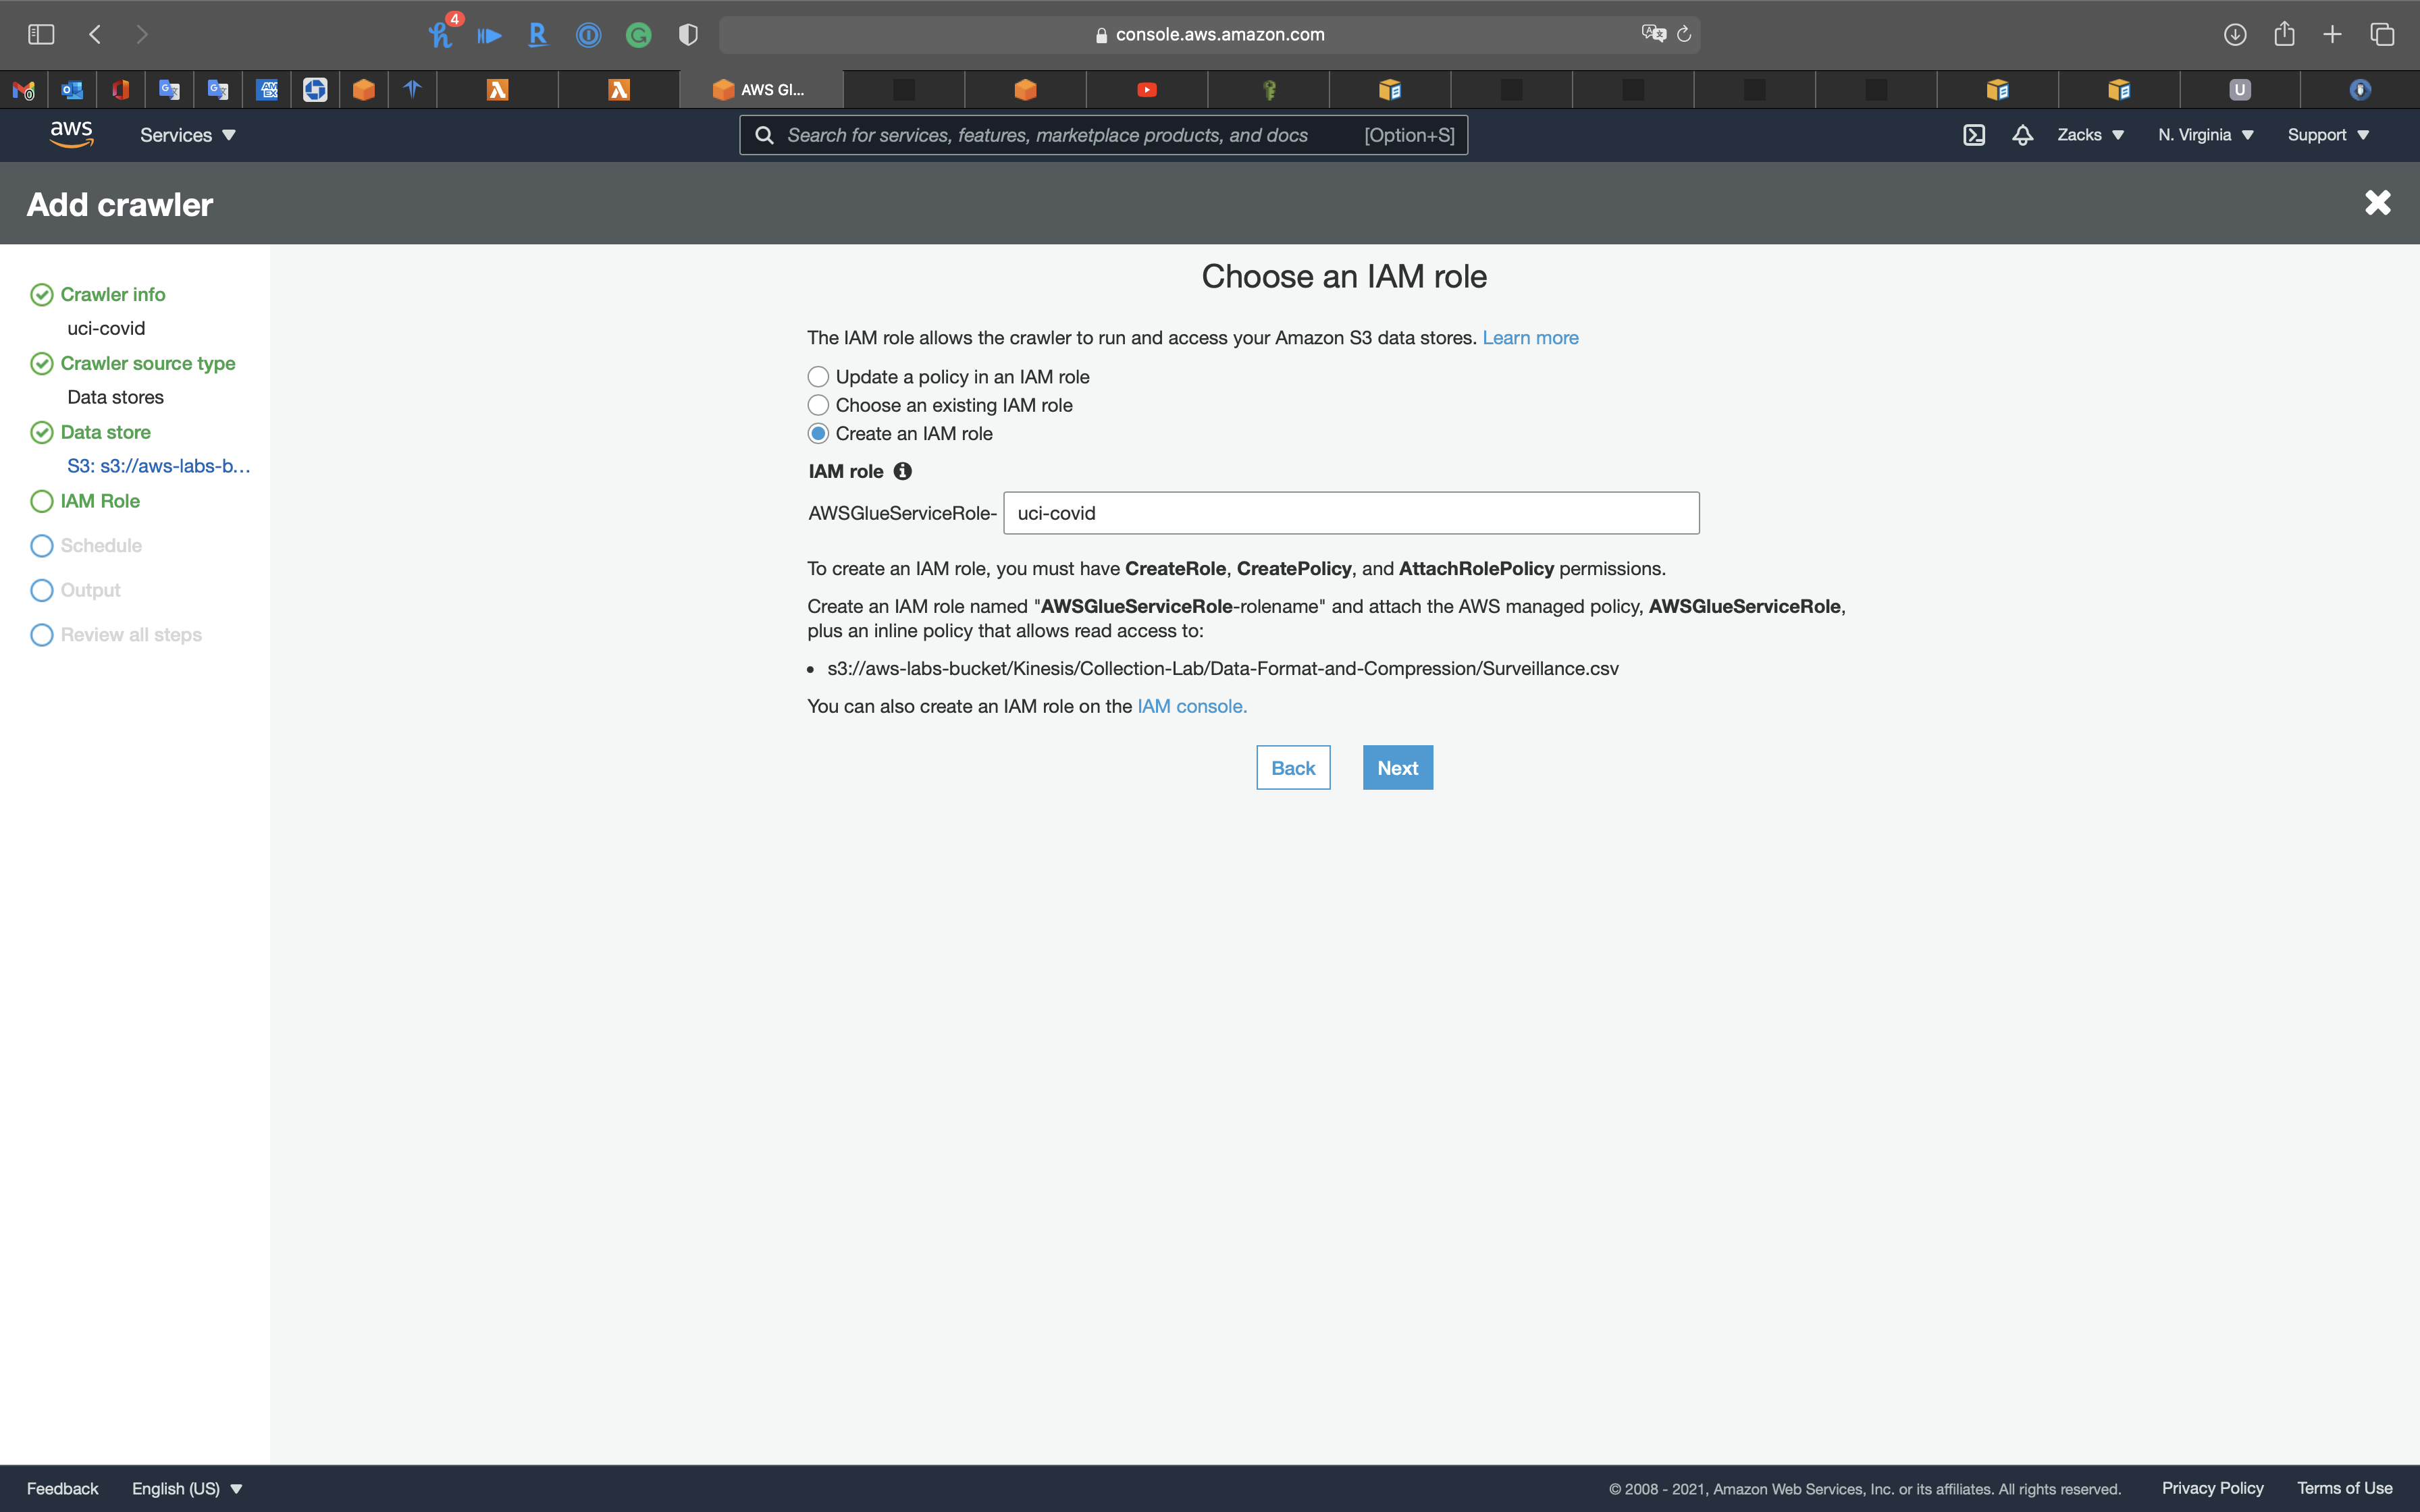 4
console.aws.amazon.com
AWS Gl...
U
aws
Services
Search for services, features, marketplace products, and docs [Option+S]
Zacks
N. Virginia
Support
Add crawler
Crawler info
uci-covid
Crawler source type
Data stores
Data store
S3: s3://aws-labs-b...
IAM Role
Schedule
Output
Review all steps
Choose an IAM role
The IAM role allows the crawler to run and access your Amazon S3 data stores. Learn more
Update a policy in an IAM role
Choose an existing IAM role
Create an IAM role
IAM role
AWSGlueServiceRole- uci-covid
To create an IAM role, you must have CreateRole, CreatePolicy, and AttachRolePolicy permissions.
Create an IAM role named "AWSGlueServiceRole-rolename" and attach the AWS managed policy, AWSGlueServiceRole,
plus an inline policy that allows read access to:
• s3://aws-labs-bucket/Kinesis/Collection-Lab/Data-Format-and-Compression/Surveillance.csv
You can also create an IAM role on the IAM console.
Back
Next
Feedback
English (US)
© 2008 - 2021, Amazon Web Services, Inc. or its affiliates. All rights reserved.
Privacy Policy
Terms of Use